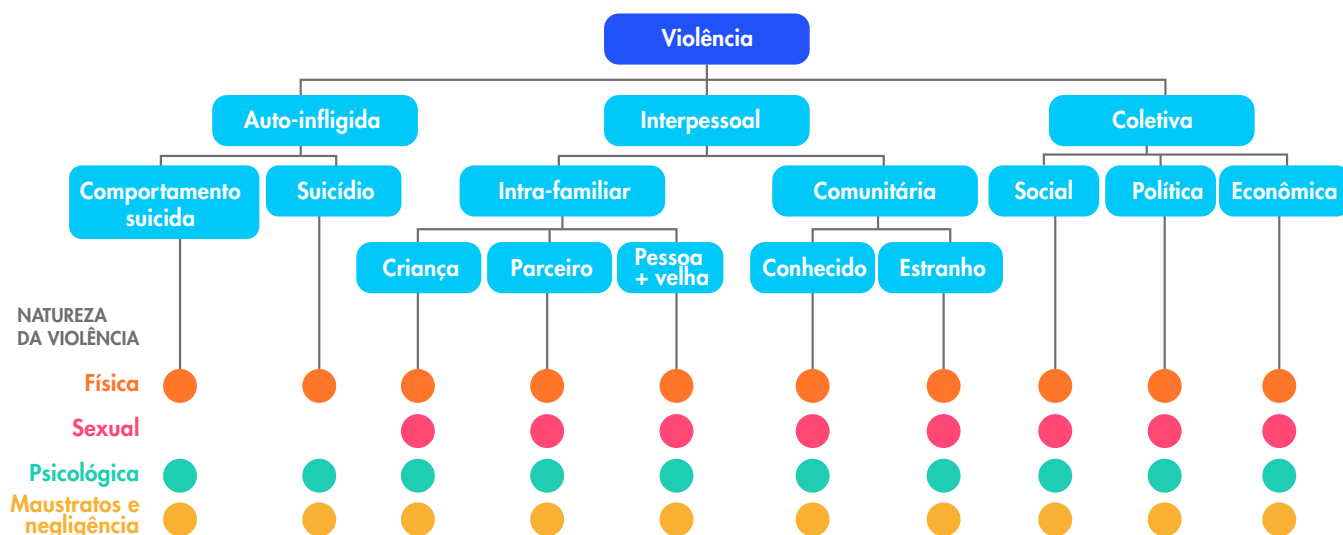 Violência
Auto-infligida
Interpessoal
Coletiva
Comportamento
suicida
Suicídio
Intra-familiar
Comunitária
Social
Política
Econômica
Criança
Parceiro
Pessoa
+ velha
Conhecido
Estranho
NATUREZA
DA VIOLÊNCIA
Física
Sexual
Psicológica
Maustratos e
negligência